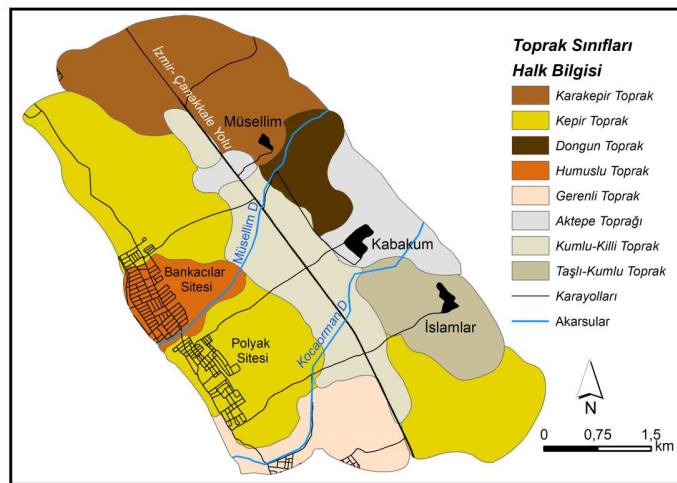 Toprak Sınıfları
Halk Bilgisi
Karakepir Toprak
Kepir Toprak
Dongun Toprak
Humuslu Toprak
Gerenli Toprak
Aktepe Toprağı
Kumlu-Killi Toprak
Taşlı-Kumlu Toprak
Karayolları
Akarsular
N
0 0,75 1,5
km
İzmir- Çanakkale Yolu
Müsellim
Müsellim D.
Kabakum
Bankacılar
Sitesi
Kocaorman D.
İslamlar
Polyak
Sitesi